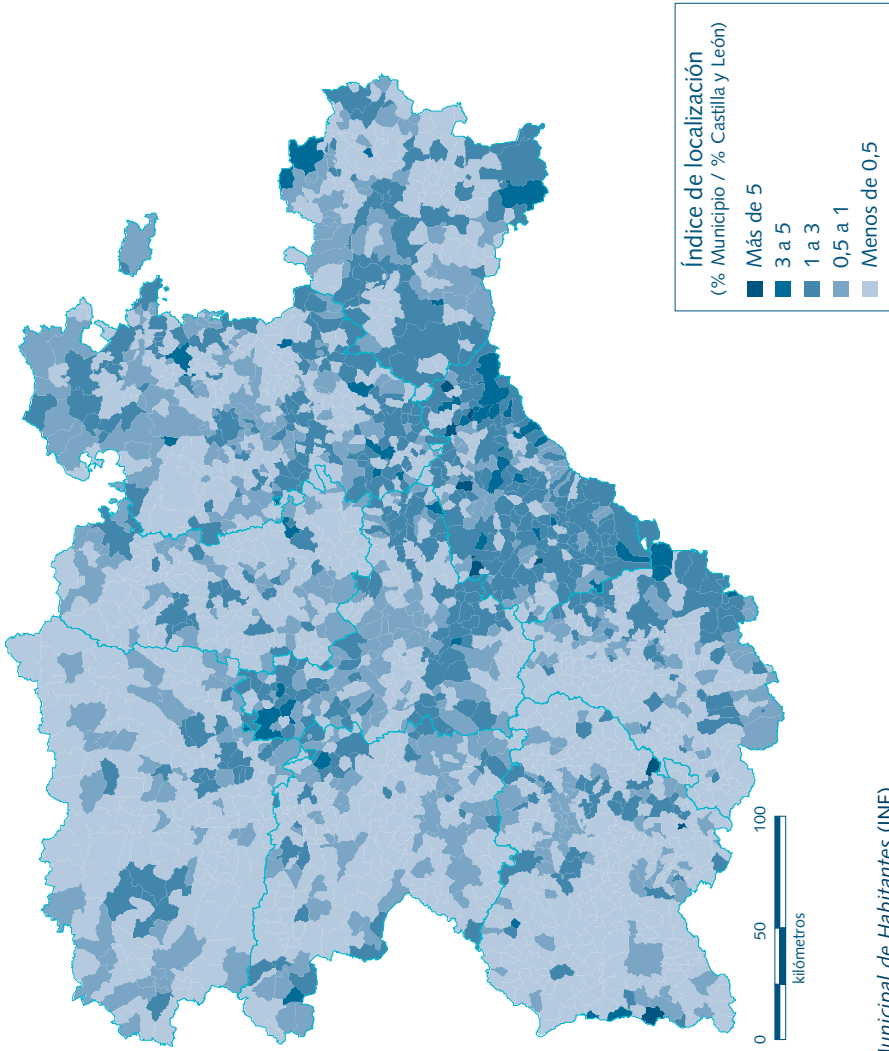 Índice de localización
(% Municipio / % Castilla y León)
Más de 5
3 a 5
1 a 3
0,5 a 1
Menos de 0,5
0 50 100
kilómetros
Municipal de Habitantes (INE)